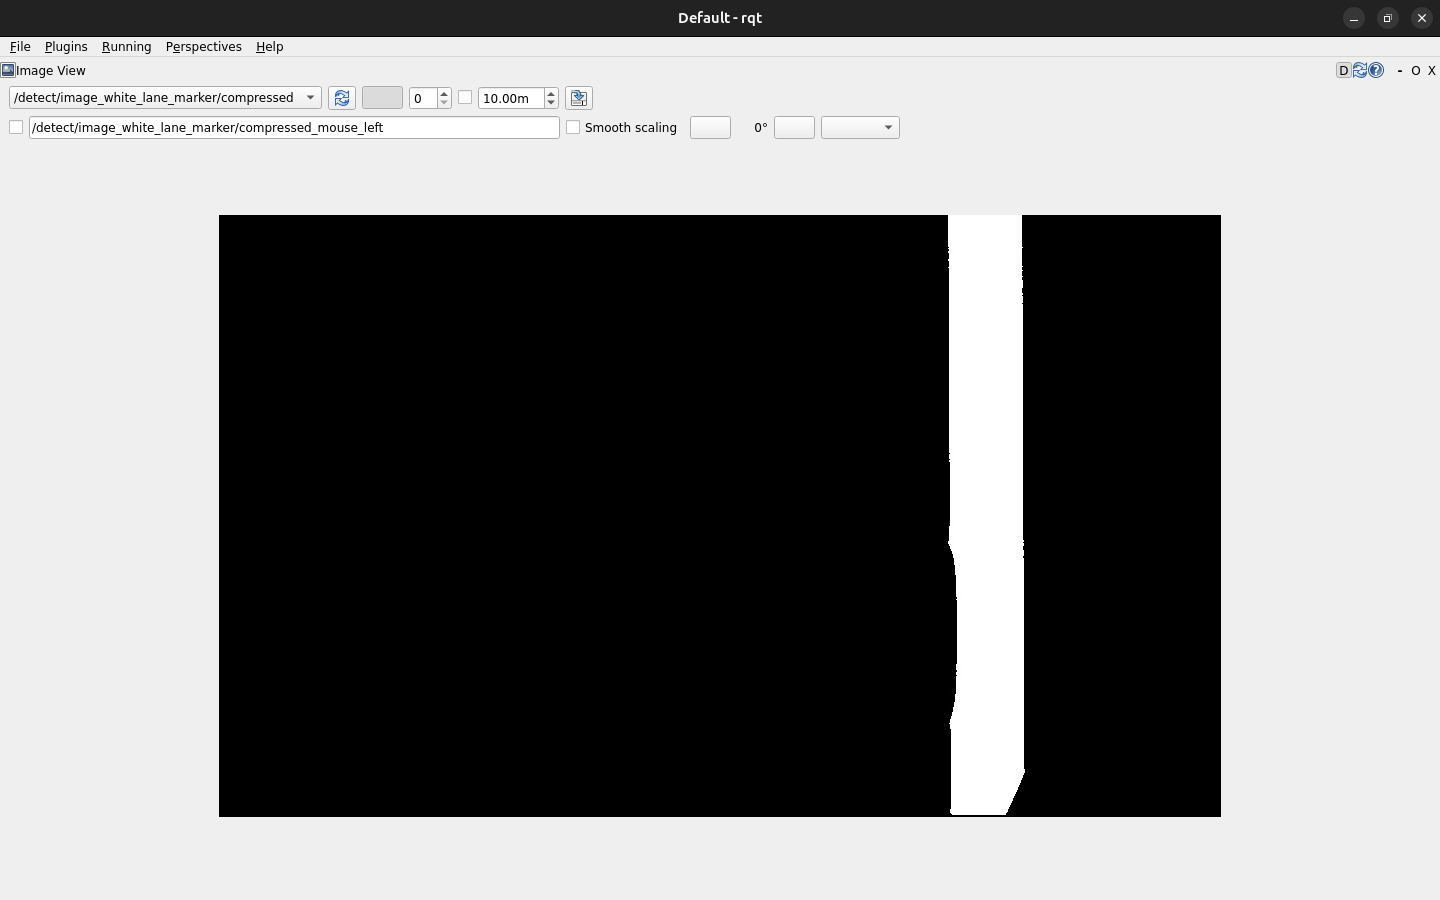 Default - rqt
File Plugins Running Perspectives Help
Image View D - O X
/detect/image_white_lane_marker/compressed 0 10.00m
/detect/image_white_lane_marker/compressed_mouse_left Smooth scaling 0°